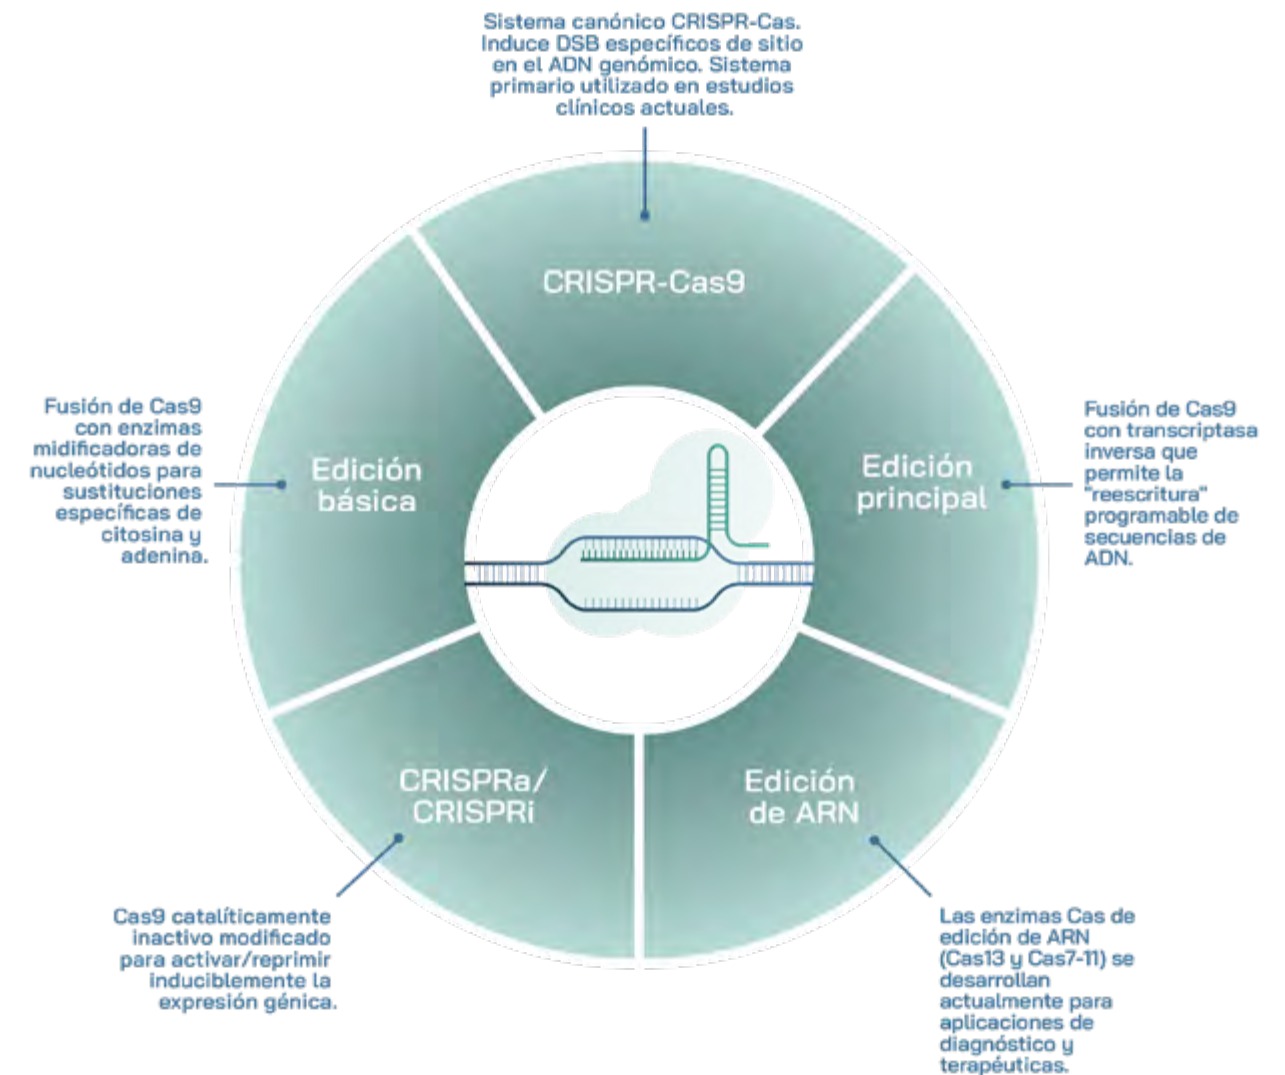 Sistema canónico CRISPR-Cas.
Induce DSB específicos de sitio
en el ADN genómico. Sistema
primario utilizado en estudios
clínicos actuales.
CRISPR-Cas9
Fusión de Cas9
con enzimas
midificadoras de
nucleótidos para
sustituciones
específicas de
citosina y
adenina.
Edición
básica
Edición
principal
Fusión de Cas9
con transcriptasa
inversa que
permite la
"reescritura"
programable de
secuencias de
ADN.
CRISPRa/
CRISPRi
Edición
de ARN
Cas9 catalíticamente
inactivo modificado
para activar/reprimir
induciblemente la
expresión génica.
Las enzimas Cas de
edición de ARN
(Cas13 y Cas7-11) se
desarrollan
actualmente para
aplicaciones de
diagnóstico y
terapéuticas.